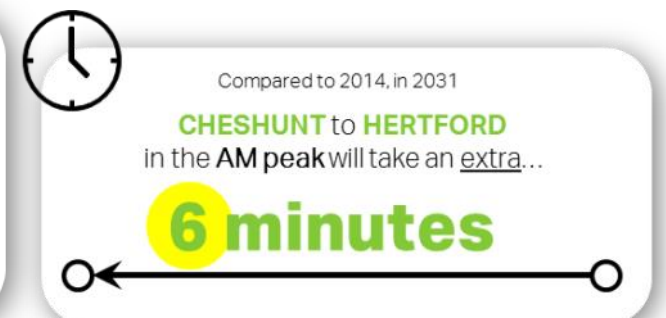 Compared to 2014, in 2031
CHESHUNT to HERTFORD
in the AM peak will take an extra...
6 minutes